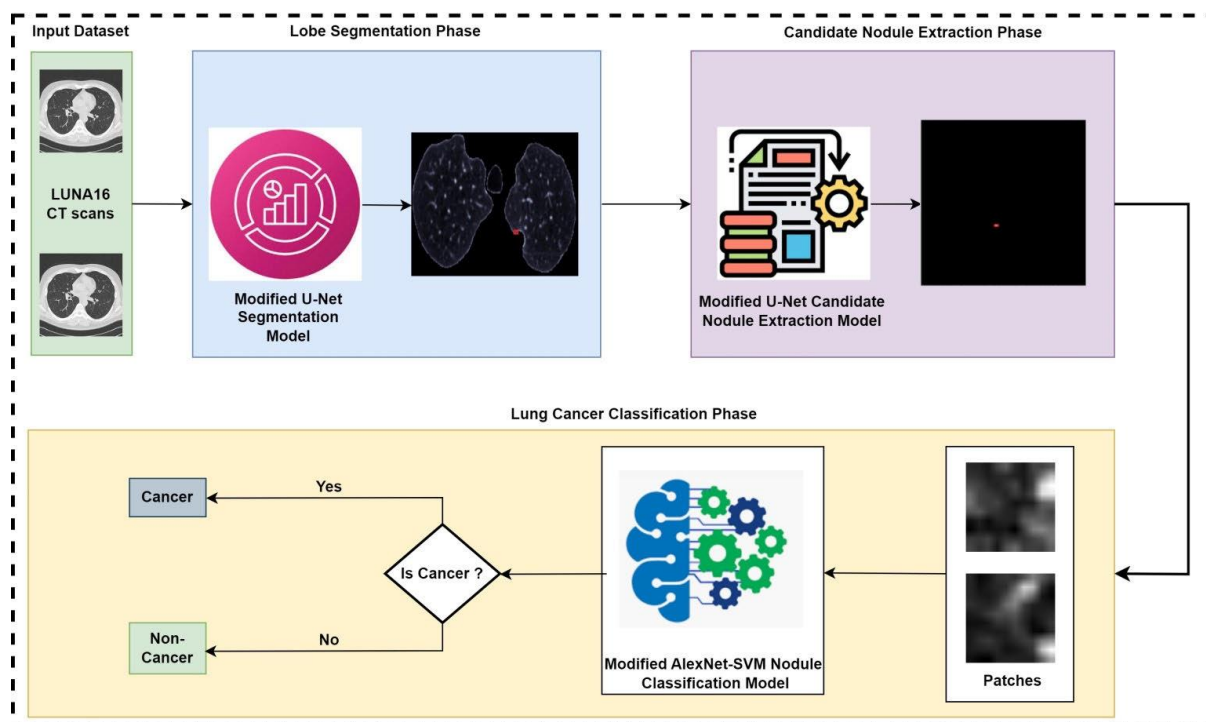 Input Dataset
Lobe Segmentation Phase
Candidate Nodule Extraction Phase
LUNA16
CT scans
Modified U-Net
Segmentation
Model
Modified U-Net Candidate
Nodule Extraction Model
Lung Cancer Classification Phase
Cancer
Yes
Is Cancer ?
No
Non-
Cancer
Modified AlexNet-SVM Nodule
Classification Model
Patches